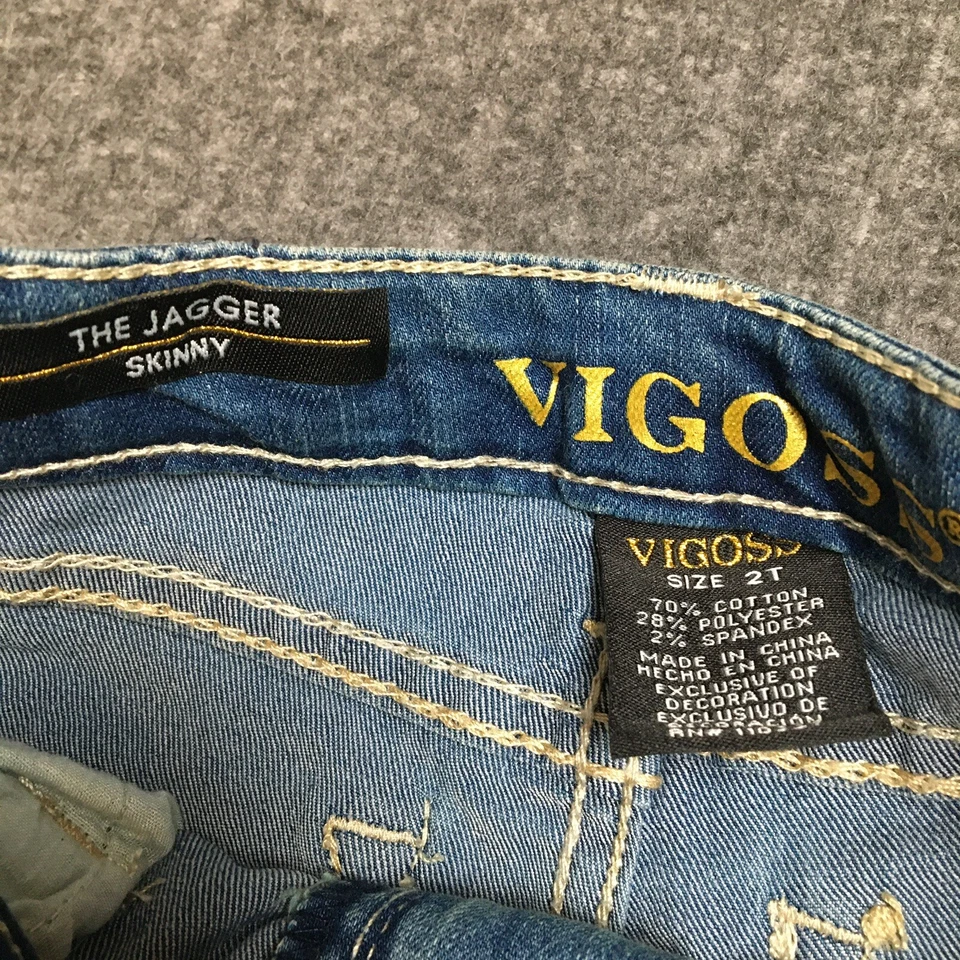 THE JAGGER
SKINNY
VIGOSS®
VIGOSS
SIZE 2T
70% COTTON
28% POLYESTER
2% SPANDEX
MADE IN CHINA
HECHO EN CHINA
EXCLUSIVE OF
DECORATION
EXCLUSIVO DE
RN#